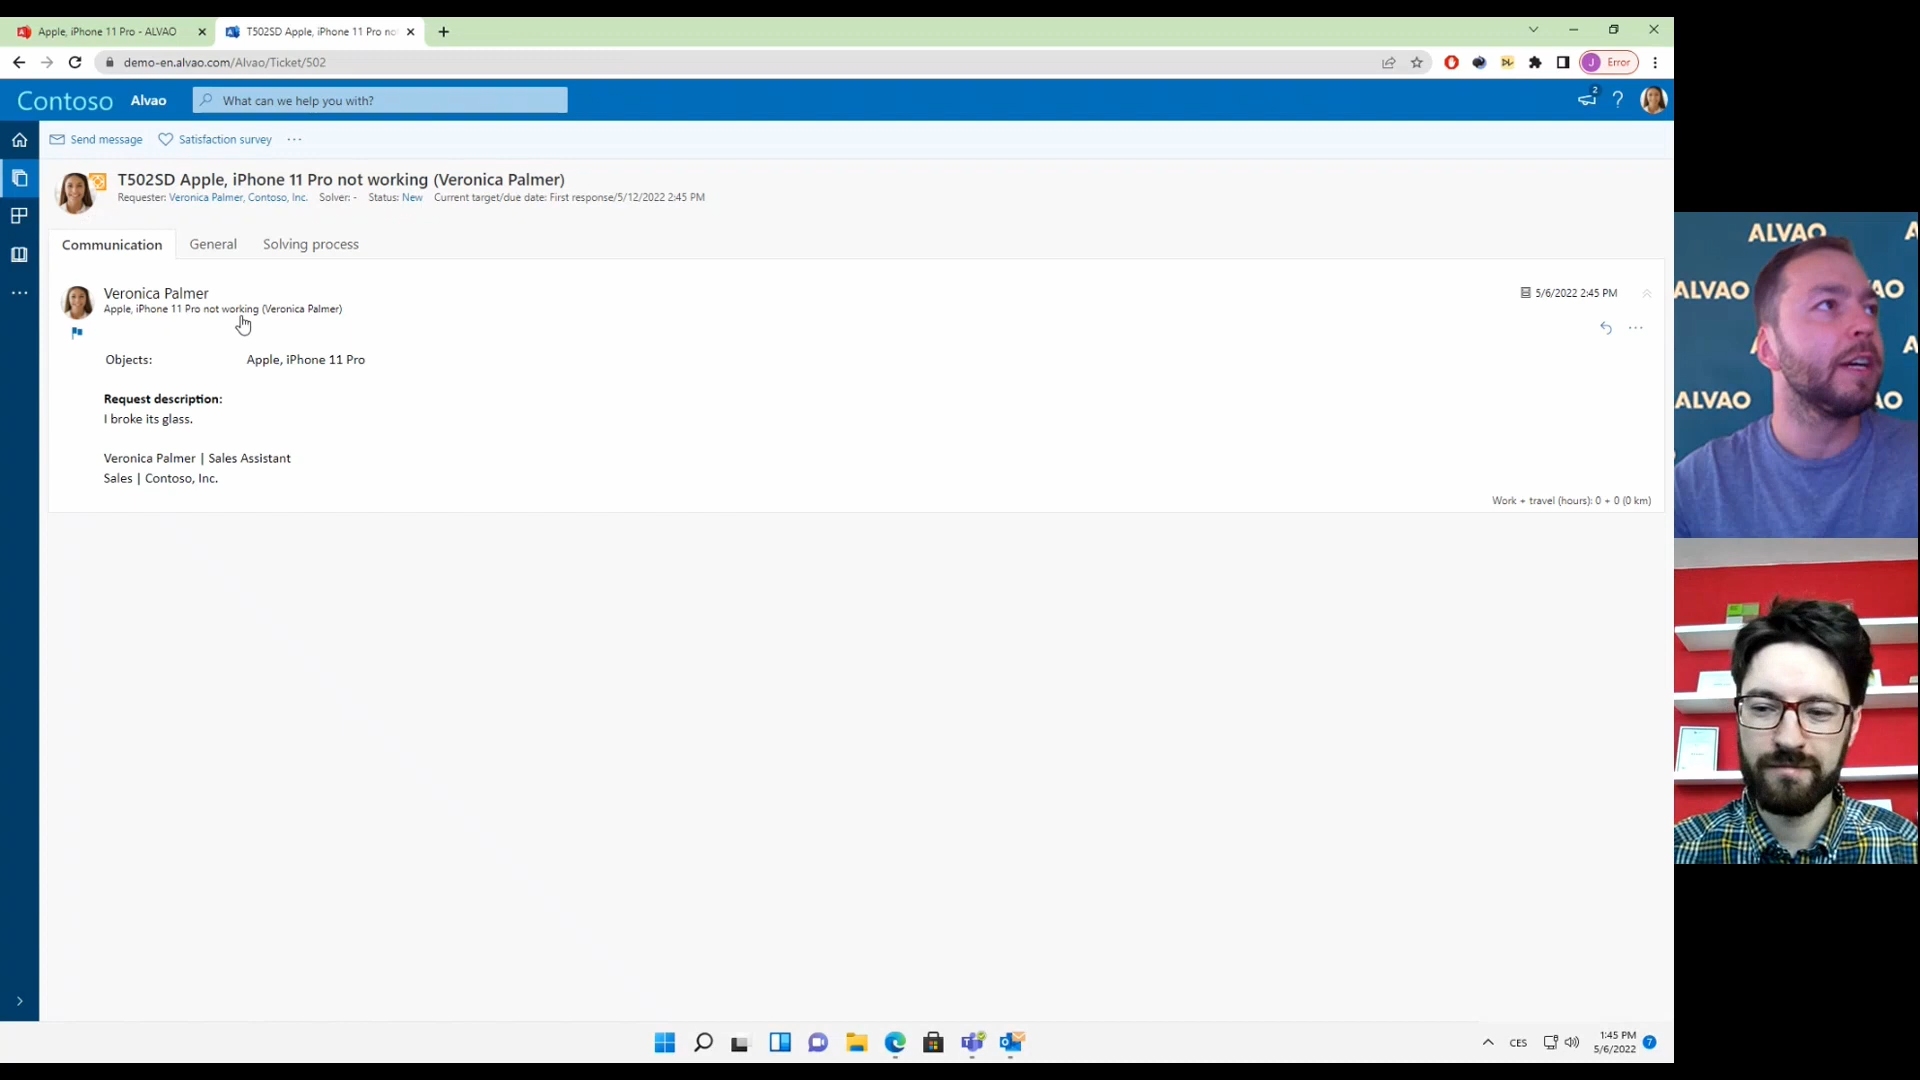 Apple, iPhone 11 Pro - ALVAO
T502SD Apple, iPhone 11 Pro no
demo-en.alvao.com/Alvao/Ticket/502
J Error
Contoso Alvao What can we help you with?
2
Send message Satisfaction survey ···
T502SD Apple, iPhone 11 Pro not working (Veronica Palmer)
Requester: Veronica Palmer, Contoso, Inc. Solver: - Status: New Current target/due date: First response/5/12/2022 2:45 PM
Communication General Solving process
Veronica Palmer
5/6/2022 2:45 PM
Apple, iPhone 11 Pro not working (Veronica Palmer)
Objects: Apple, iPhone 11 Pro
Request description:
I broke its glass.
Veronica Palmer | Sales Assistant
Sales | Contoso, Inc.
Work + travel (hours): 0 + 0 (0 km)
CES
1:45 PM
5/6/2022
7
ALVAO
ALVAO
AO
ALVAO
AO